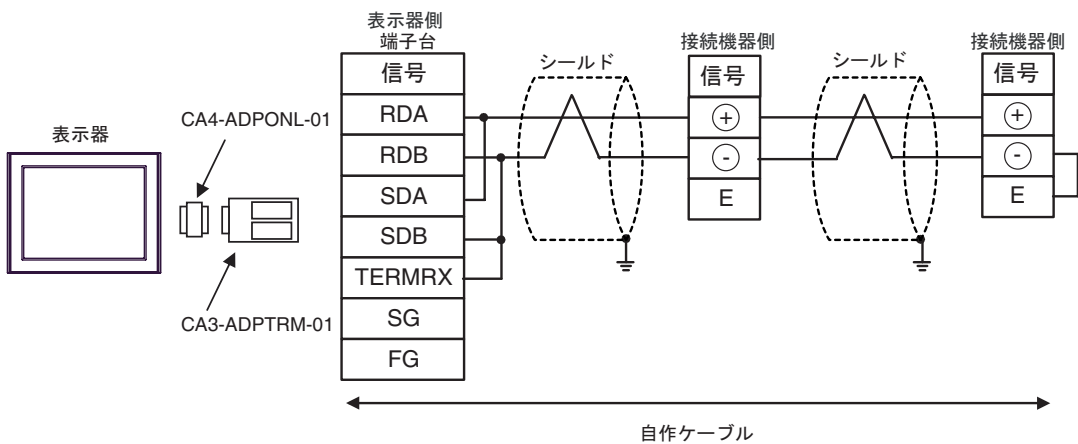 表示器
CA4-ADPONL-01
CA3-ADPTRM-01
表示器側
端子台
信号
RDA
RDB
SDA
SDB
TERMRX
SG
FG
シールド
接続機器側
信号
+
-
E
シールド
接続機器側
信号
+
-
E
自作ケーブル